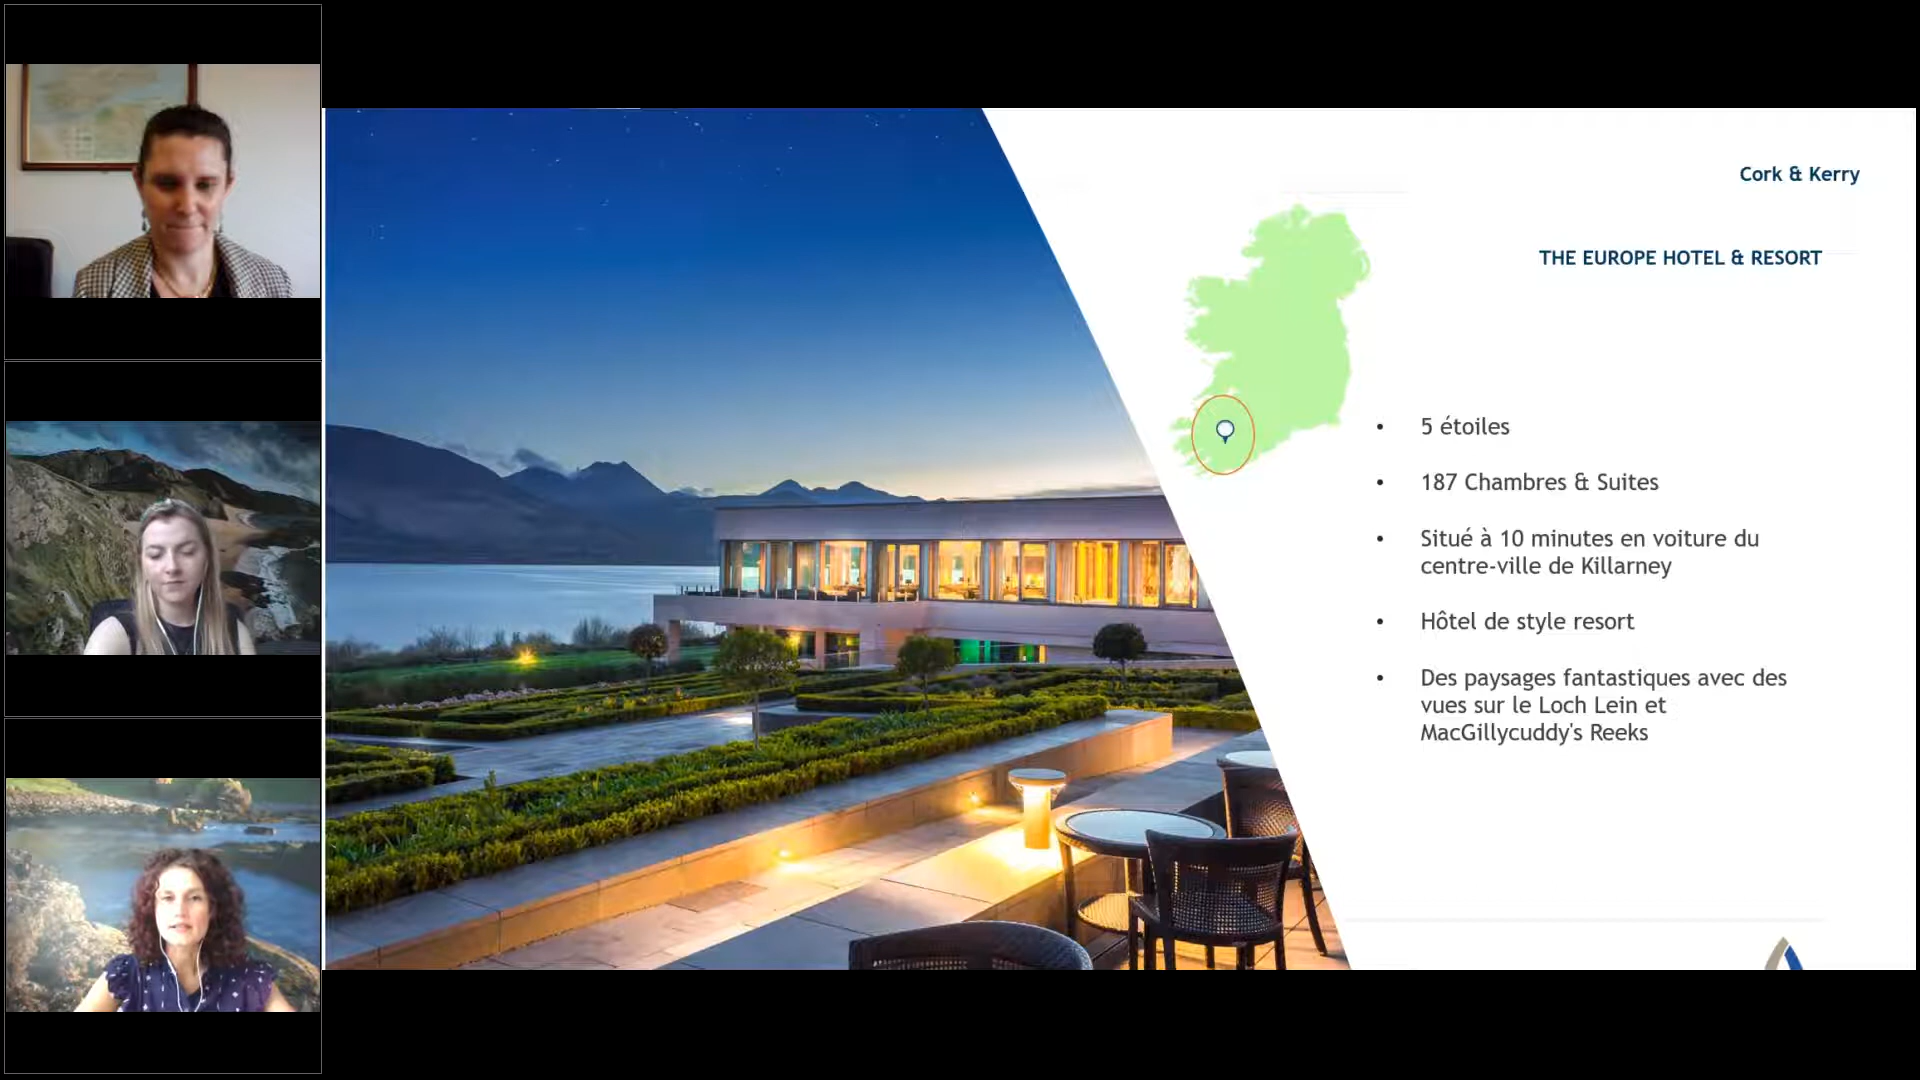 Cork & Kerry
THE EUROPE HOTEL & RESORT
• 5 étoiles
• 187 Chambres & Suites
• Situé à 10 minutes en voiture du
centre-ville de Killarney
• Hôtel de style resort
• Des paysages fantastiques avec des
vues sur le Loch Lein et
MacGillycuddy's Reeks